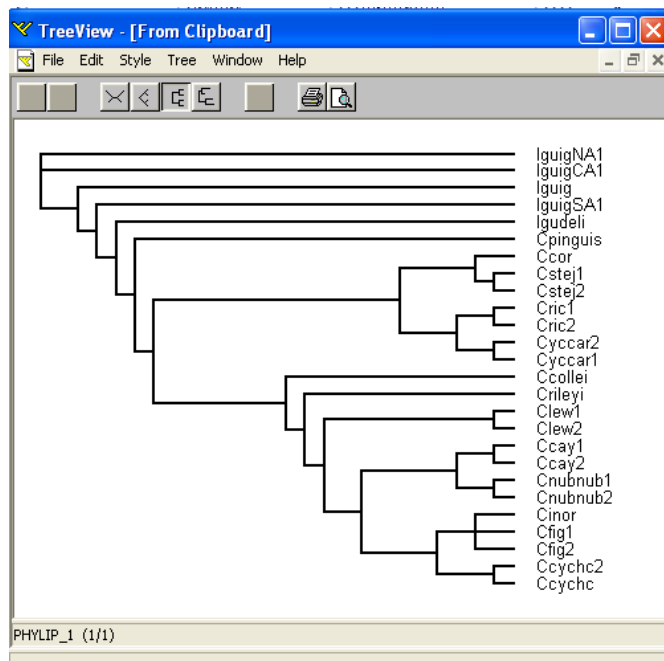 TreeView - [From Clipboard]
File Edit Style Tree Window Help
IguigNA1
IguigCA1
Iguig
IguigSA1
Igudeli
Cpinguis
Ccor
Cstej1
Cstej2
Cric1
Cric2
Cyccar2
Cyccar1
Ccollei
Crileyi
Clew1
Clew2
Ccay1
Ccay2
Cnubnub1
Cnubnub2
Cinor
Cfig1
Cfig2
Ccychc2
Ccychc
PHYLIP_1 (1/1)